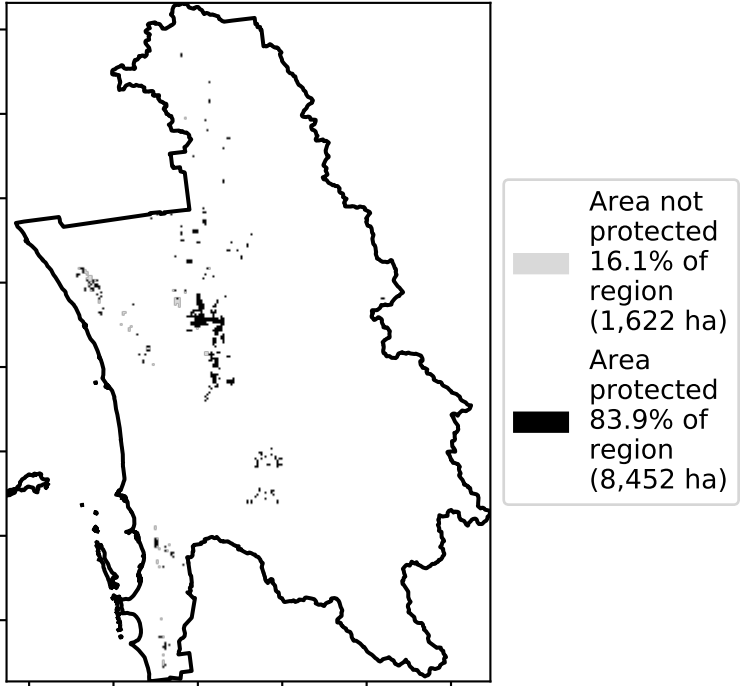 Area not
protected
16.1% of
region
(1,622 ha)
Area
protected
83.9% of
region
(8,452 ha)